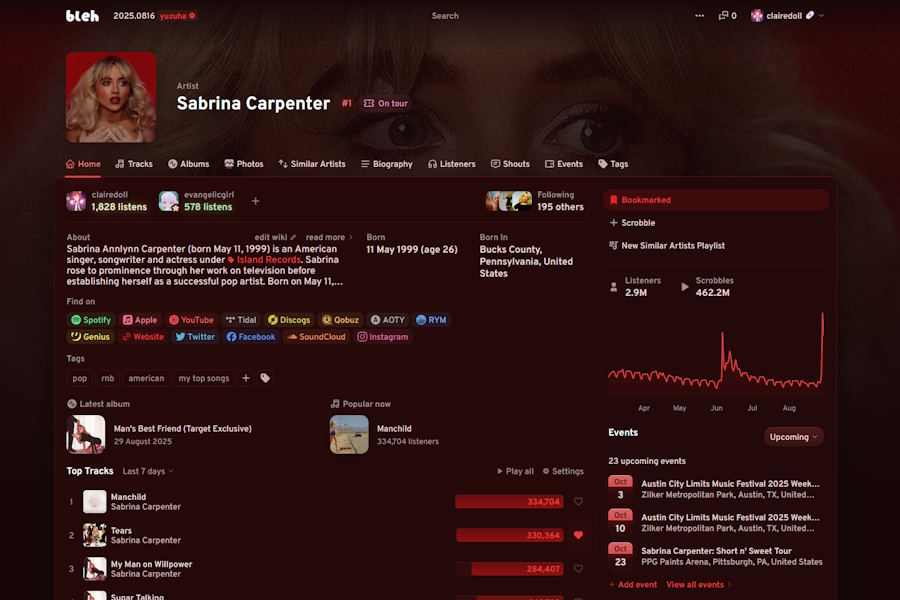 bleh 2025.0816 yuzuha Search 0 clairedoll
Artist
Sabrina Carpenter #1 On tour
Home Tracks Albums Photos Similar Artists Biography Listeners Shouts Events Tags
clairedoll
1,828 listens
evangelicgirl
578 listens
Following
195 others
About edit wiki read more
Sabrina Annlynn Carpenter (born May 11, 1999) is an American
singer, songwriter and actress under Island Records. Sabrina
rose to prominence through her work on television before
establishing herself as a successful pop artist. Born on May 11,...
Born
11 May 1999 (age 26)
Born In
Bucks County,
Pennsylvania, United
States
Find on
Spotify Apple YouTube Tidal Discogs Qobuz AOTY RYM
Genius Website Twitter Facebook SoundCloud Instagram
Tags
pop rnb american my top songs
Latest album
Man's Best Friend (Target Exclusive)
29 August 2025
Popular now
Manchild
334,704 listeners
Top Tracks Last 7 days Play all Settings
1 Manchild 334,704
Sabrina Carpenter
2 Tears 330,364
Sabrina Carpenter
3 My Man on Willpower 284,407
Sabrina Carpenter
Sugar Talking
Bookmarked
Scrobble
New Similar Artists Playlist
Listeners
2.9M
Scrobbles
462.2M
Apr May Jun Jul Aug
Events Upcoming
23 upcoming events
Oct
3
Austin City Limits Music Festival 2025 Week...
Zilker Metropolitan Park, Austin, TX, United...
Oct
10
Austin City Limits Music Festival 2025 Week...
Zilker Metropolitan Park, Austin, TX, United...
Oct
23
Sabrina Carpenter: Short n' Sweet Tour
PPG Paints Arena, Pittsburgh, PA, United States
+ Add event View all events